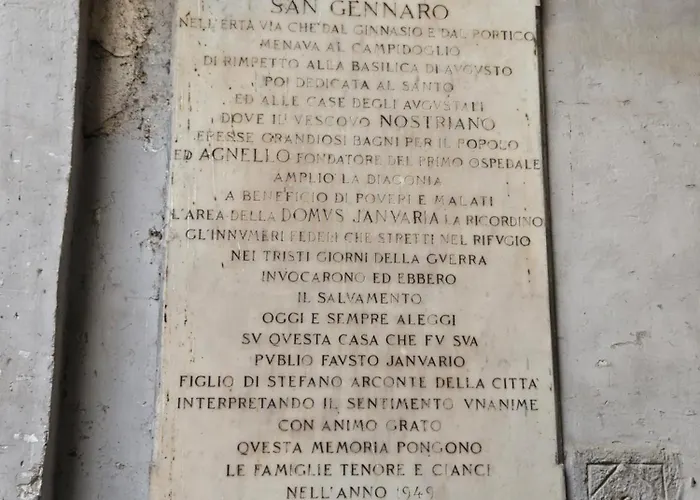 SAN GENNARO
NELL'ERTA VIA CHE DAL GINNASIO E DAL PORTICO
MENAVA AL CAMPIDOGLIO
DI RIMPETTO ALLA BASILICA DI AVGVSTO
POI DEDICATA AL SANTO
ED ALLE CASE DEGLI AVGVSTALI
DOVE IL VESCOVO NOSTRIANO
ERESSE GRANDIOSI BAGNI PER IL POPOLO
ED AGNELLO FONDATORE DEL PRIMO OSPEDALE
AMPLIO LA DIACONIA
A BENEFICIO DI POVERI E MALATI
L'AREA DELLA DOMVS JANVARIA LA RICORDINO
GL'INNVMERI FEDELI CHE STRETTI NEL RIFVGIO
NEI TRISTI GIORNI DELLA GVERRA
INVOCARONO ED EBBERO
IL SALVAMENTO
OGGI E SEMPRE ALEGGI
SV QVESTA CASA CHE FV SVA
PVBLIO FAVSTO JANVARIO
FIGLIO DI STEFANO ARCONTE DELLA CITTA'
INTERPRETANDO IL SENTIMENTO VNANIME
CON ANIMO GRATO
QVESTA MEMORIA PONGONO
LE FAMIGLIE TENORE E CIANCI
NELL'ANNO 1949